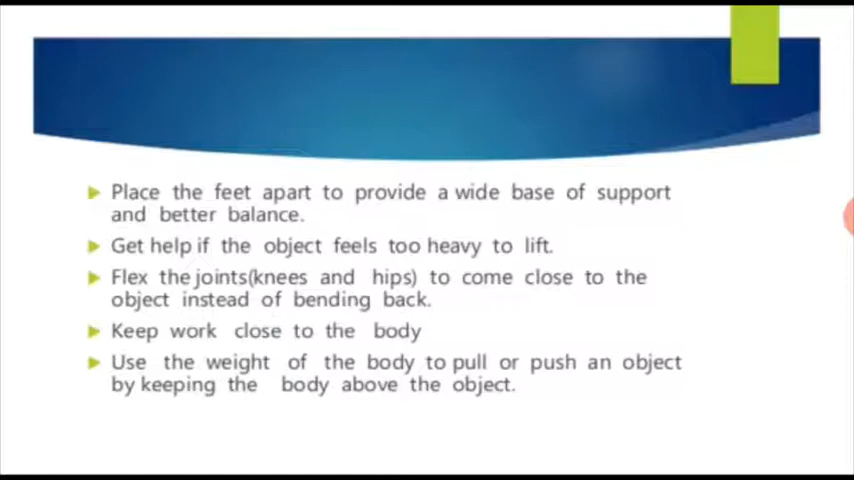 Place the feet apart to provide a wide base of support
and better balance.
Get help if the object feels too heavy to lift.
Flex the joints(knees and hips) to come close to the
object instead of bending back.
Keep work close to the body
Use the weight of the body to pull or push an object
by keeping the body above the object.